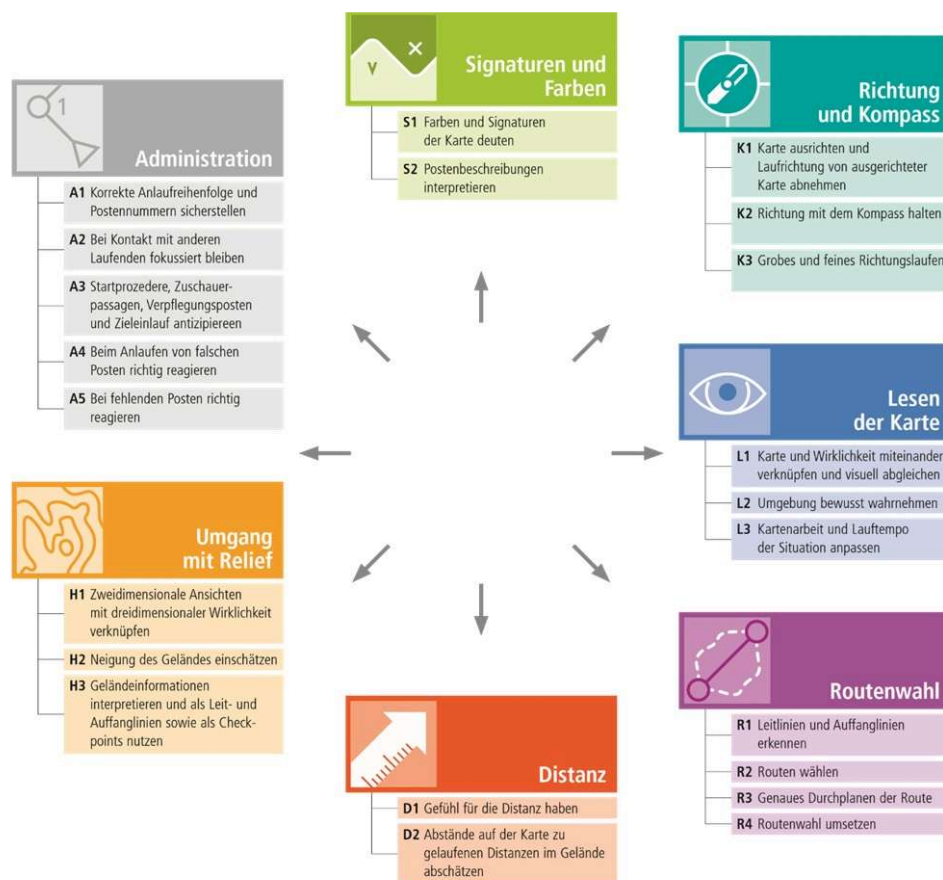 Signaturen und
Farben
S1 Farben und Signaturen
der Karte deuten
S2 Postenbeschreibungen
interpretieren
Richtung
und Kompass
K1 Karte ausrichten und
Laufrichtung von ausgerichteter
Karte abnehmen
K2 Richtung mit dem Kompass halten
K3 Grobes und feines Richtungslaufen
1
Administration
A1 Korrekte Anlaufreihenfolge und
Postennummern sicherstellen
A2 Bei Kontakt mit anderen
Laufenden fokussiert bleiben
A3 Startprozedere, Zuschauer-
passagen, Verpflegungsposten
und Zieleinlauf antizipiereen
A4 Beim Anlaufen von falschen
Posten richtig reagieren
A5 Bei fehlenden Posten richtig
reagieren
Lesen
der Karte
L1 Karte und Wirklichkeit miteinander
verknüpfen und visuell abgleichen
L2 Umgebung bewusst wahrnehmen
L3 Kartenarbeit und Lauftempo
der Situation anpassen
Umgang
mit Relief
H1 Zweidimensionale Ansichten
mit dreidimensionaler Wirklichkeit
verknüpfen
H2 Neigung des Geländes einschätzen
H3 Geländeinformationen
interpretieren und als Leit- und
Auffanglinien sowie als Check-
points nutzen
Routenwahl
R1 Leitlinien und Auffanglinien
erkennen
R2 Routen wählen
R3 Genaues Durchplanen der Route
R4 Routenwahl umsetzen
Distanz
D1 Gefühl für die Distanz haben
D2 Abstände auf der Karte zu
gelaufenen Distanzen im Gelände
abschätzen